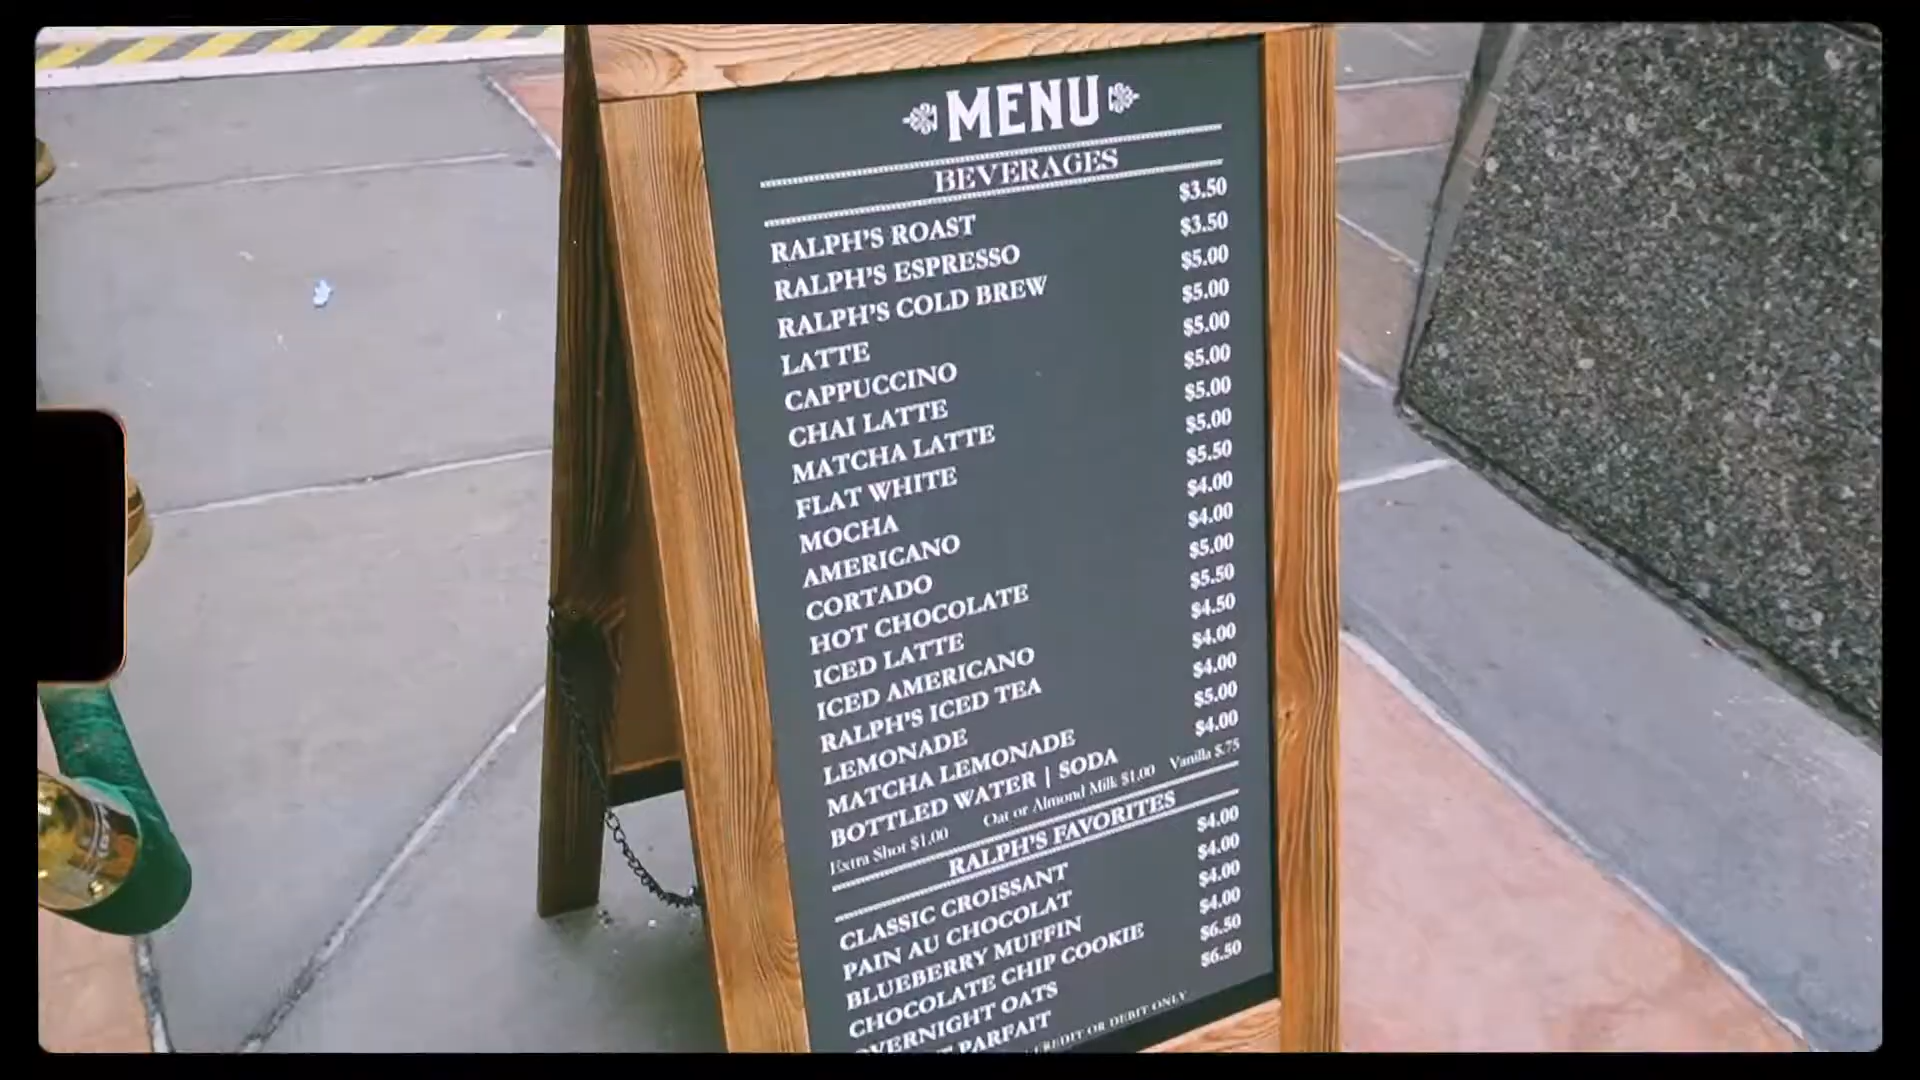 MENU
BEVERAGES
RALPH'S ROAST $3.50
RALPH'S ESPRESSO $3.50
RALPH'S COLD BREW $5.00
LATTE $5.00
CAPPUCCINO $5.00
CHAI LATTE $5.00
MATCHA LATTE $5.00
FLAT WHITE $5.00
MOCHA $5.50
AMERICANO $4.00
CORTADO $4.00
HOT CHOCOLATE $5.00
ICED LATTE $5.50
ICED AMERICANO $4.50
RALPH'S ICED TEA $4.00
LEMONADE $4.00
MATCHA LEMONADE $5.00
BOTTLED WATER | SODA $4.00
Extra Shot $1.00 Oat or Almond Milk $1.00 Vanilla $.75
RALPH'S FAVORITES
CLASSIC CROISSANT $4.00
PAIN AU CHOCOLAT $4.00
BLUEBERRY MUFFIN $4.00
CHOCOLATE CHIP COOKIE $4.00
OVERNIGHT OATS $6.50
PARFAIT $6.50
CREDIT OR DEBIT ONLY